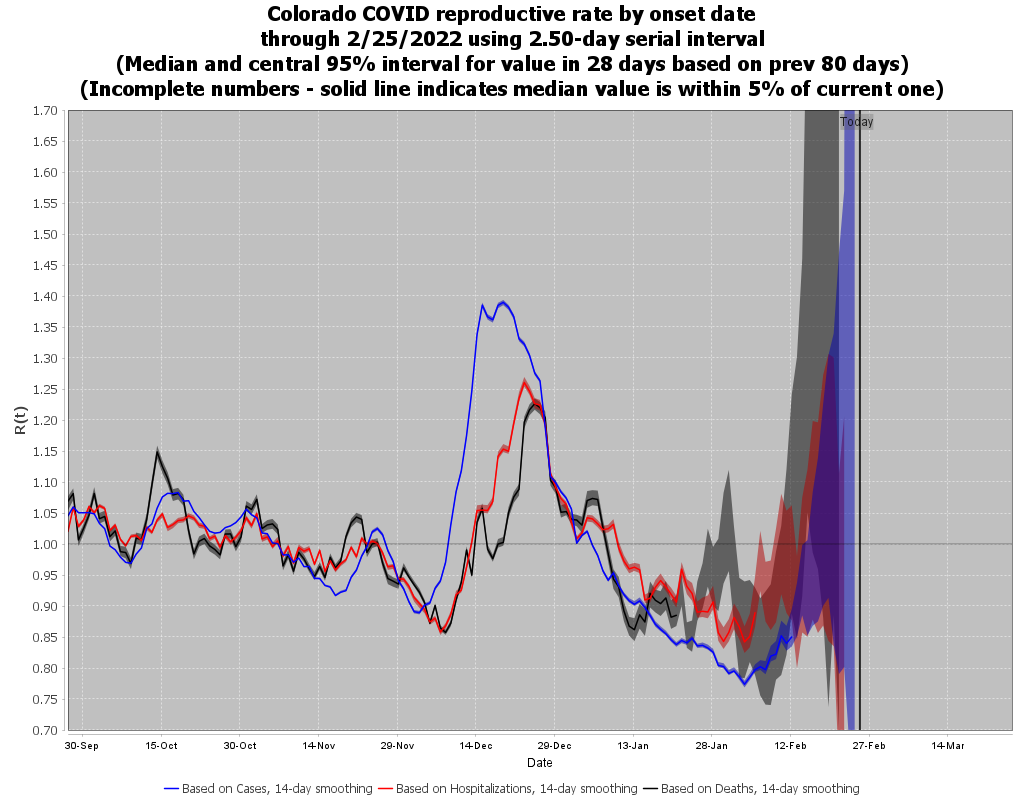 Colorado COVID reproductive rate by onset date
through 2/25/2022 using 2.50-day serial interval
(Median and central 95% interval for value in 28 days based on prev 80 days)
(Incomplete numbers - solid line indicates median value is within 5% of current one)
Today
R(t)
1.70
1.65
1.60
1.55
1.50
1.45
1.40
1.35
1.30
1.25
1.20
1.15
1.10
1.05
1.00
0.95
0.90
0.85
0.80
0.75
0.70
30-Sep 15-Oct 30-Oct 14-Nov 29-Nov 14-Dec 29-Dec 13-Jan 28-Jan 12-Feb 27-Feb 14-Mar
Date
Based on Cases, 14-day smoothing Based on Hospitalizations, 14-day smoothing Based on Deaths, 14-day smoothing